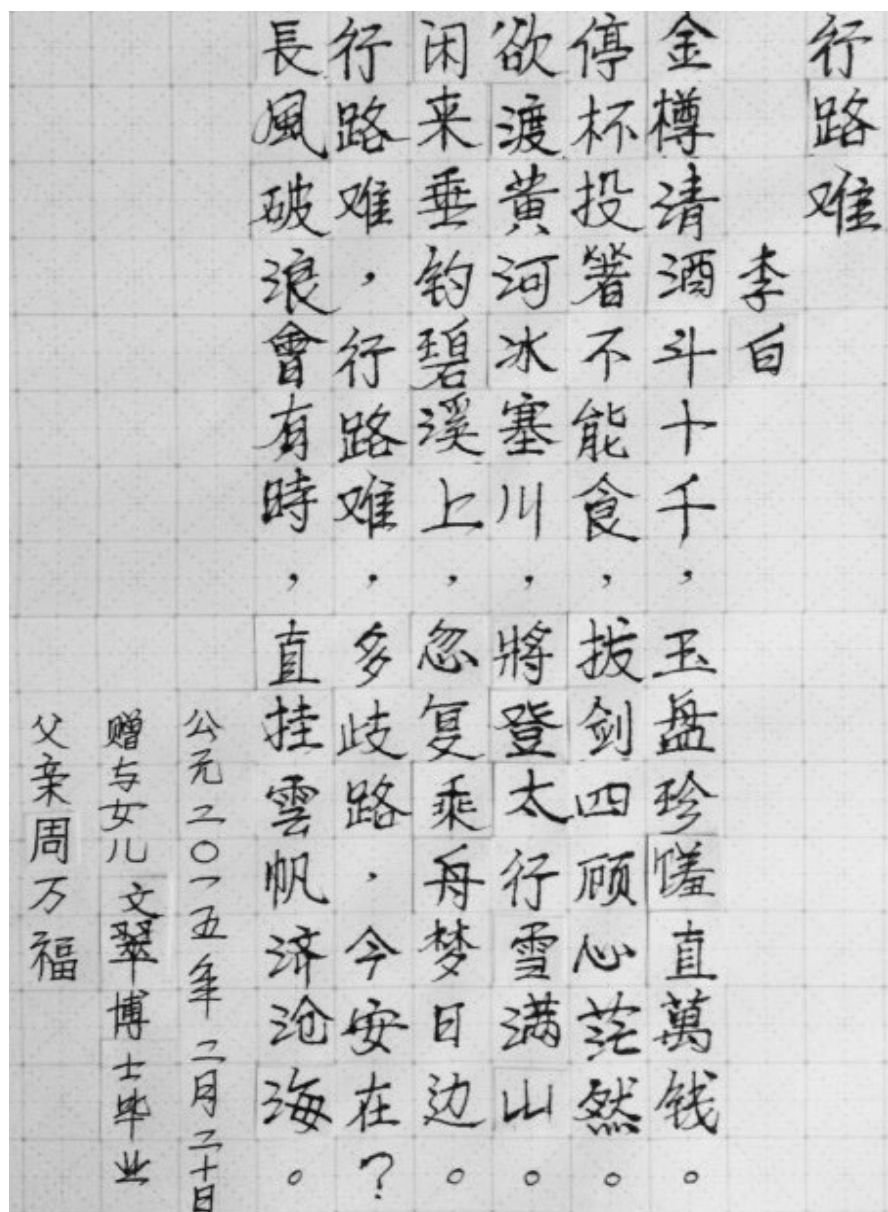 行路难
李白
金樽清酒斗十千，玉盘珍馐直萬钱。
停杯投箸不能食，拔剑四顾心茫然。
欲渡黄河冰塞川，將登太行雪满山。
闲来垂钓碧溪上，忽复乘舟梦日边。
行路难，行路难，多歧路，今安在？
長風破浪會有時，直挂雲帆济沧海。
公元二〇一五年二月二十日
赠与女儿文翠博士毕业
父亲周万福